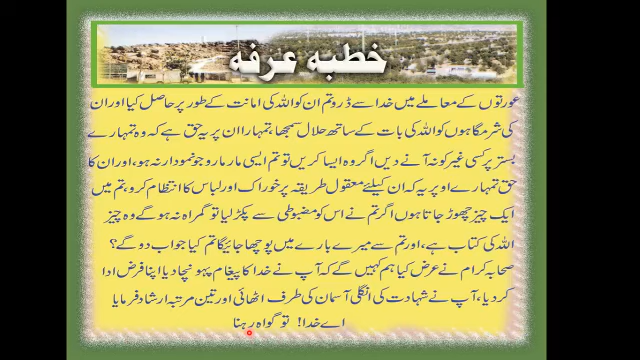 خطبہ عرفہ
عورتوں کے معاملے میں خدا سے ڈرو تم ان کو اللہ کی امانت کے طور پر حاصل کیا اور ان
کی شرمگاہوں کو اللہ کی بات کے ساتھ حلال سمجھا، تمہارا ان پر یہ حق ہے کہ وہ تمہارے
بستر پر کسی غیر کو نہ آنے دیں اگر وہ ایسا کریں تو تم ایسی مار مارو جو نمودار نہ ہو، اور ان کا
حق تمہارے اوپر یہ کہ ان کیلئے معقول طریقہ پر خوراک اور لباس کا انتظام کرو، تم میں
ایک چیز چھوڑ جاتا ہوں اگر تم نے اس کو مضبوطی سے پکڑ لیا تو گمراہ نہ ہو گے وہ چیز
اللہ کی کتاب ہے، اور تم سے میرے بارے میں پوچھا جائیگا تم کیا جواب دو گے؟
صحابہ کرام نے عرض کیا ہم کہیں گے کہ آپ نے خدا کا پیغام پہونچا دیا اپنا فرض ادا
کر دیا، آپ نے شہادت کی انگلی آسمان کی طرف اٹھائی اور تین مرتبہ ارشاد فرمایا
اے خدا! تو گواہ رہنا